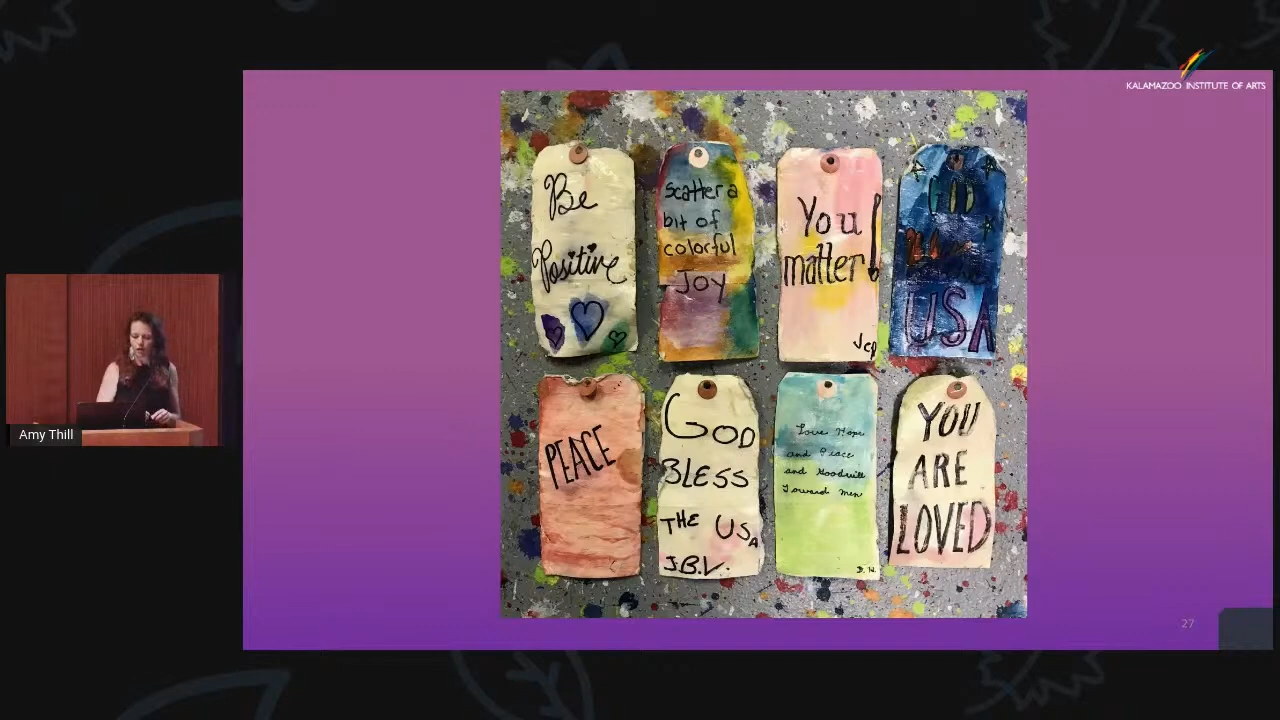 KALAMAZOO INSTITUTE OF ARTS
Be
Positive
scatter a
bit of
colorful
Joy
You
matter!
JCP
USA
PEACE
GOD
BLESS
THE USA
J.B.V.
Love Hope
and Peace
and Goodwill
Toward men
D.H.
YOU
ARE
LOVED
Amy Thill
27